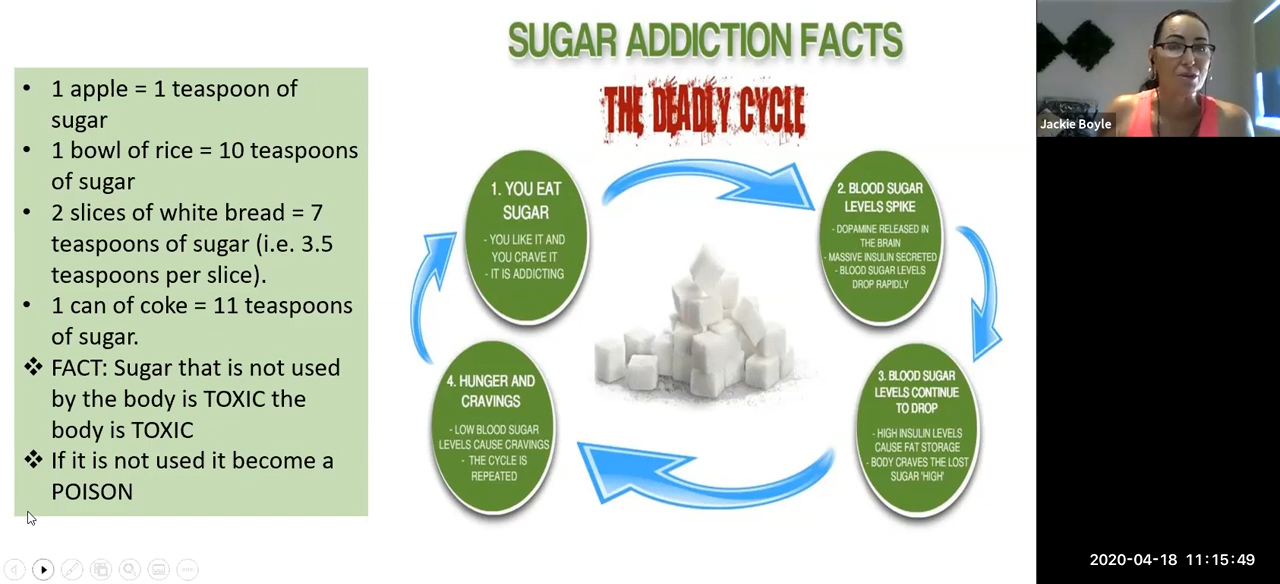 SUGAR ADDICTION FACTS
THE DEADLY CYCLE
• 1 apple = 1 teaspoon of
sugar
• 1 bowl of rice = 10 teaspoons
of sugar
• 2 slices of white bread = 7
teaspoons of sugar (i.e. 3.5
teaspoons per slice).
• 1 can of coke = 11 teaspoons
of sugar.
❖ FACT: Sugar that is not used
by the body is TOXIC the
body is TOXIC
❖ If it is not used it become a
POISON
1. YOU EAT
SUGAR
- YOU LIKE IT AND
YOU CRAVE IT
- IT IS ADDICTING
2. BLOOD SUGAR
LEVELS SPIKE
- DOPAMINE RELEASED IN
THE BRAIN
- MASSIVE INSULIN SECRETED
- BLOOD SUGAR LEVELS
DROP RAPIDLY
3. BLOOD SUGAR
LEVELS CONTINUE
TO DROP
- HIGH INSULIN LEVELS
CAUSE FAT STORAGE
- BODY CRAVES THE LOST
SUGAR 'HIGH'
4. HUNGER AND
CRAVINGS
- LOW BLOOD SUGAR
LEVELS CAUSE CRAVINGS
- THE CYCLE IS
REPEATED
Jackie Boyle
2020-04-18 11:15:49